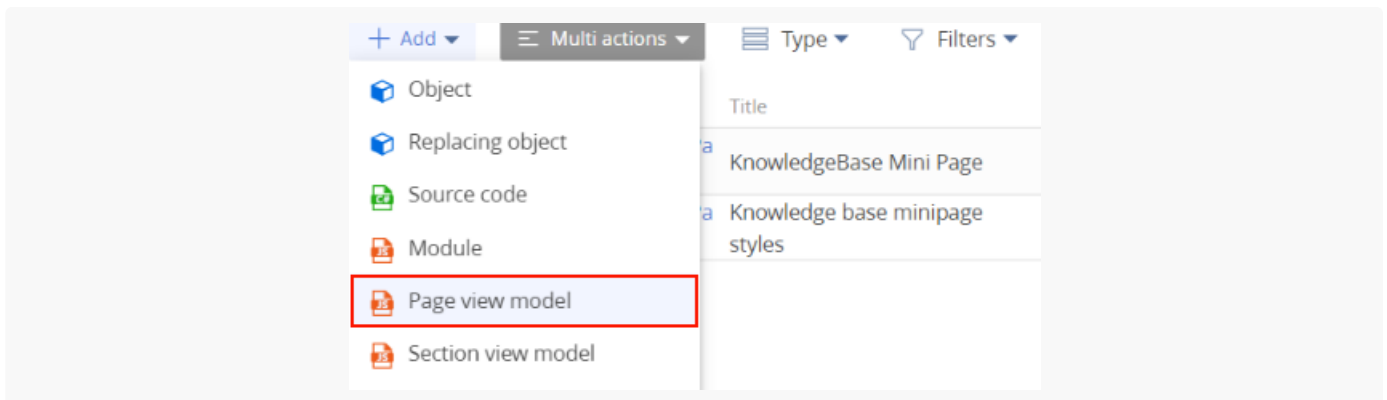 Add Multi actions Type Filters
Object
Title
Replacing object
a
KnowledgeBase Mini Page
Source code
a Knowledge base minipage
styles
Module
Page view model
Section view model